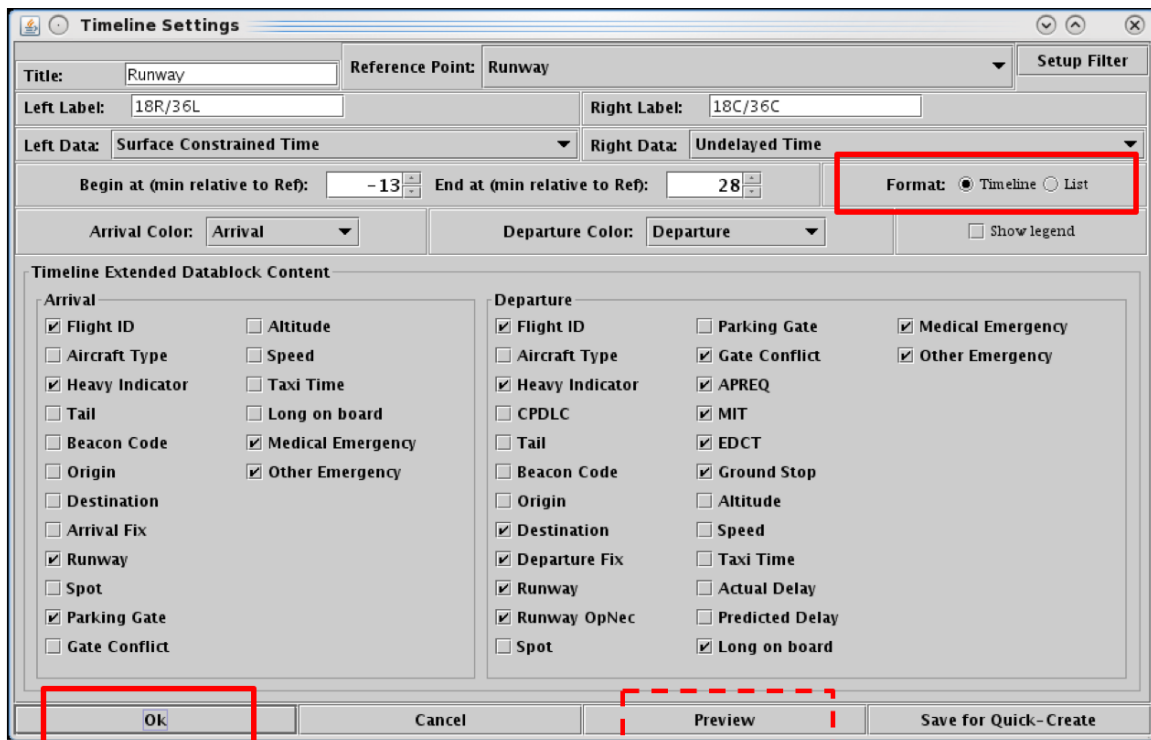 Timeline Settings
Title: Runway Reference Point: Runway Setup Filter
Left Label: 18R/36L Right Label: 18C/36C
Left Data: Surface Constrained Time Right Data: Undelayed Time
Begin at (min relative to Ref): -13 End at (min relative to Ref): 28 Format: Timeline List
Arrival Color: Arrival Departure Color: Departure Show legend
Timeline Extended Datablock Content
Arrival
Flight ID
Aircraft Type
Heavy Indicator
Tail
Beacon Code
Origin
Destination
Arrival Fix
Runway
Spot
Parking Gate
Gate Conflict
Altitude
Speed
Taxi Time
Long on board
Medical Emergency
Other Emergency
Departure
Flight ID
Aircraft Type
Heavy Indicator
CPDLC
Tail
Beacon Code
Origin
Destination
Departure Fix
Runway
Runway OpNec
Spot
Parking Gate
Gate Conflict
APREQ
MIT
EDCT
Ground Stop
Altitude
Speed
Taxi Time
Actual Delay
Predicted Delay
Long on board
Medical Emergency
Other Emergency
Ok Cancel Preview Save for Quick-Create